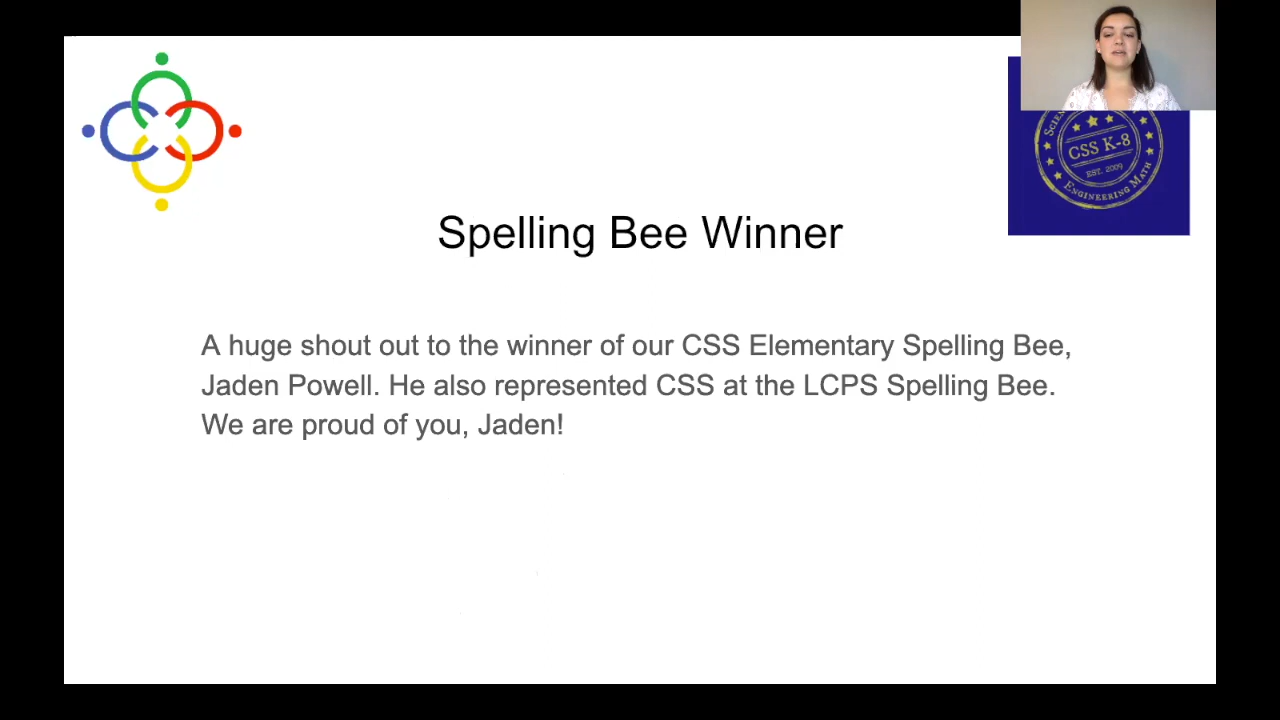 CSS K-8
EST. 2009
ENGINEERING MATH
Spelling Bee Winner
A huge shout out to the winner of our CSS Elementary Spelling Bee,
Jaden Powell. He also represented CSS at the LCPS Spelling Bee.
We are proud of you, Jaden!